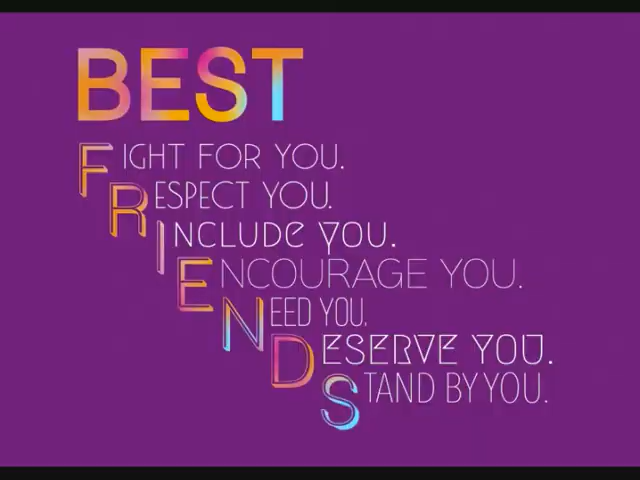 BEST
FIGHT FOR YOU.
RESPECT YOU.
INCLUDE YOU.
ENCOURAGE YOU.
NEED YOU.
DESERVE YOU.
STAND BY YOU.